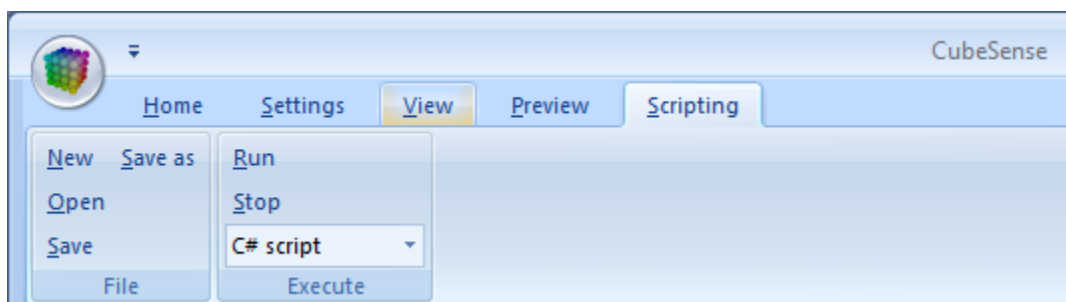 CubeSense
Home Settings View Preview Scripting
New Save as
Open
Save
File
Run
Stop
C# script
Execute